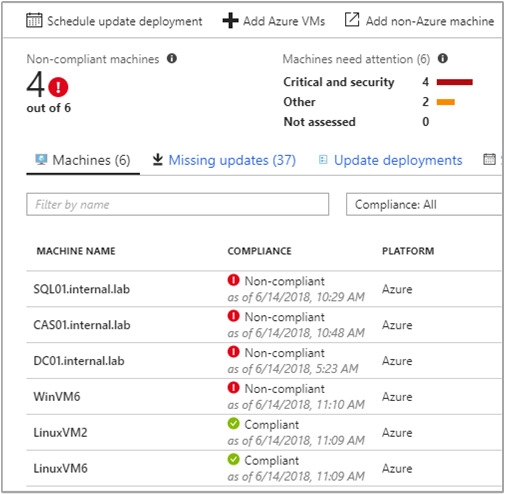 Schedule update deployment Add Azure VMs Add non-Azure machine
Non-compliant machines
4
out of 6
Machines need attention (6)
Critical and security 4
Other 2
Not assessed 0
Machines (6) Missing updates (37) Update deployments
Filter by name Compliance: All
MACHINE NAME COMPLIANCE PLATFORM
SQL01.internal.lab Non-compliant Azure
as of 6/14/2018, 10:29 AM
CAS01.internal.lab Non-compliant Azure
as of 6/14/2018, 10:48 AM
DC01.internal.lab Non-compliant Azure
as of 6/14/2018, 5:23 AM
WinVM6 Non-compliant Azure
as of 6/14/2018, 11:10 AM
LinuxVM2 Compliant Azure
as of 6/14/2018, 11:09 AM
LinuxVM6 Compliant Azure
as of 6/14/2018, 11:09 AM